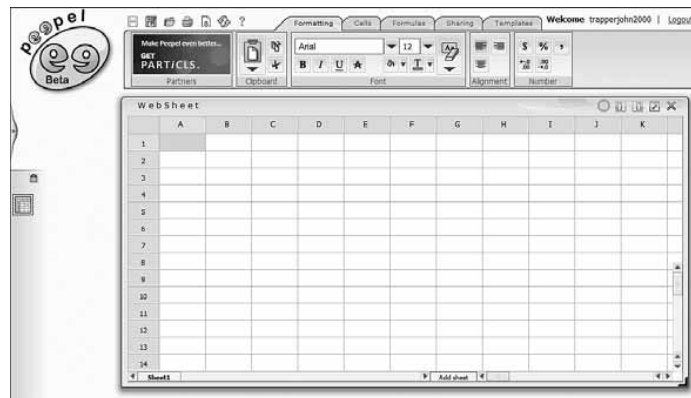 peepel
Beta
Formatting Cells Formulas Sharing Templates Welcome trapperjohn2000 | Logout
Make Peepel even better...
GET
PARTICLS.
Arial 12 $ % ,
B I U A T
Partners Clipboard Font Alignment Number
WebSheet
A B C D E F G H I J K
1
2
3
4
5
6
7
8
9
10
11
12
13
14
Sheet1 Add sheet